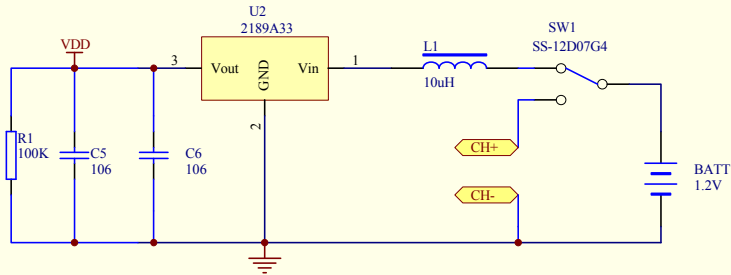 U2
2189A33
SW1
SS-12D07G4
VDD
3
Vout
GND
Vin
1
L1
10uH
2
R1
100K
C5
106
C6
106
CH+
CH-
BATT
1.2V